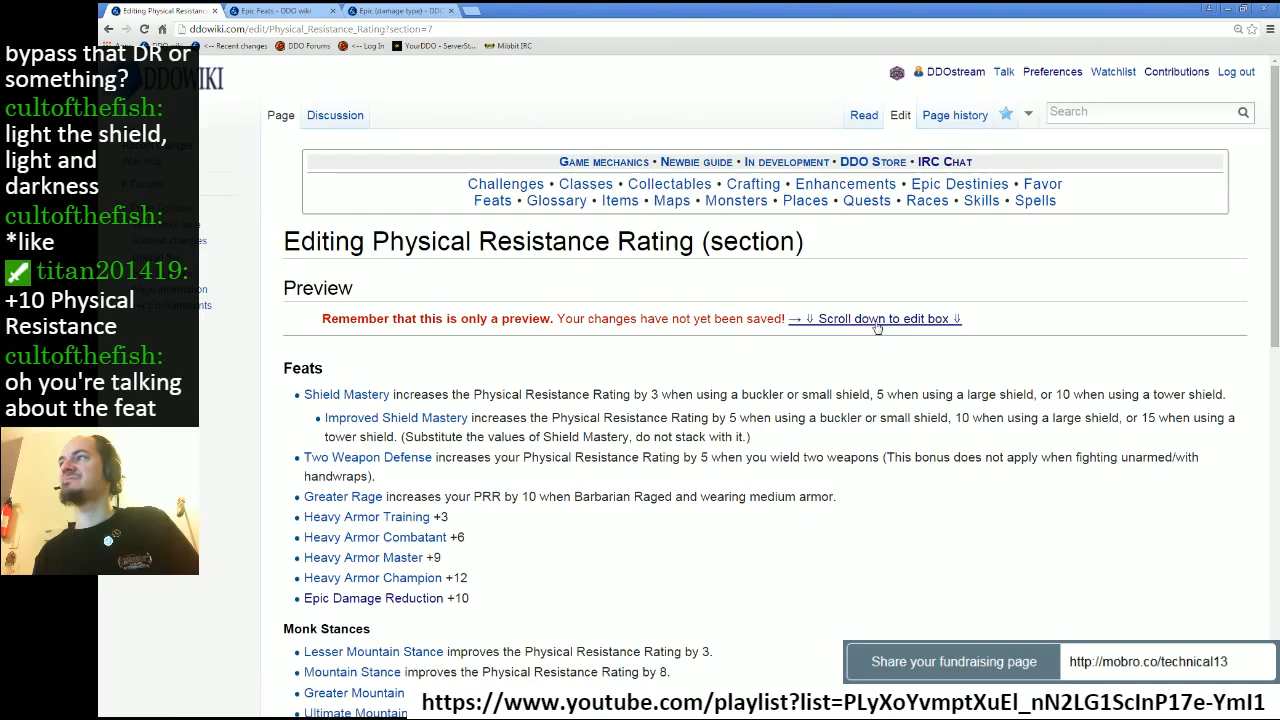 bypass that DR or
something?
cultofthefish:
light the shield,
light and
darkness
cultofthefish:
*like
titan201419:
+10 Physical
Resistance
cultofthefish:
oh you're talking
about the feat
Editing Physical Resistanc
Epic Feats - DDO wiki
Epic (damage type) - DDC
ddowiki.com/edit/Physical_Resistance_Rating?section=7
<-- Recent changes
DDO Forums
<-- Log In
YourDDO - ServerSt...
Mibbit IRC
DDOWIKI
DDOstream Talk Preferences Watchlist Contributions Log out
Page Discussion
Read Edit Page history
Search
Game mechanics • Newbie guide • In development • DDO Store • IRC Chat
Challenges • Classes • Collectables • Crafting • Enhancements • Epic Destinies • Favor
Feats • Glossary • Items • Maps • Monsters • Places • Quests • Races • Skills • Spells
Editing Physical Resistance Rating (section)
Preview
Remember that this is only a preview. Your changes have not yet been saved! → ⇓ Scroll down to edit box ⇓
Feats
Shield Mastery increases the Physical Resistance Rating by 3 when using a buckler or small shield, 5 when using a large shield, or 10 when using a tower shield.
Improved Shield Mastery increases the Physical Resistance Rating by 5 when using a buckler or small shield, 10 when using a large shield, or 15 when using a
tower shield. (Substitute the values of Shield Mastery, do not stack with it.)
Two Weapon Defense increases your Physical Resistance Rating by 5 when you wield two weapons (This bonus does not apply when fighting unarmed/with
handwraps).
Greater Rage increases your PRR by 10 when Barbarian Raged and wearing medium armor.
Heavy Armor Training +3
Heavy Armor Combatant +6
Heavy Armor Master +9
Heavy Armor Champion +12
Epic Damage Reduction +10
Monk Stances
Lesser Mountain Stance improves the Physical Resistance Rating by 3.
Mountain Stance improves the Physical Resistance Rating by 8.
Greater Mountain
Ultimate Mountain
Share your fundraising page
http://mobro.co/technical13
https://www.youtube.com/playlist?list=PLyXoYvmptXuEl_nN2LG1ScInP17e-YmI1